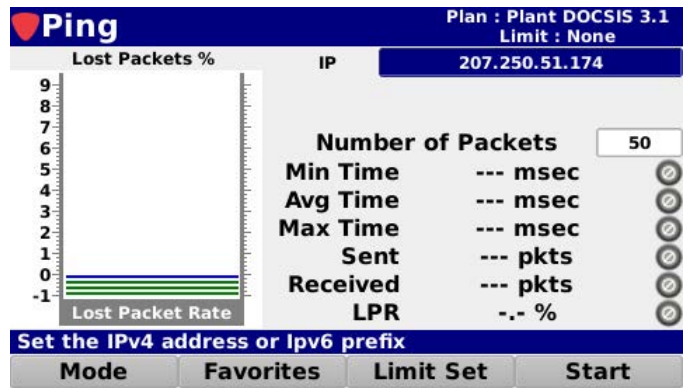 Ping
Plan : Plant DOCSIS 3.1
Limit : None
Lost Packets %
IP
207.250.51.174
9
8
7
6
5
4
3
2
1
0
-1
Lost Packet Rate
Number of Packets 50
Min Time --- msec
Avg Time --- msec
Max Time --- msec
Sent --- pkts
Received --- pkts
LPR -.- %
Set the IPv4 address or Ipv6 prefix
Mode Favorites Limit Set Start